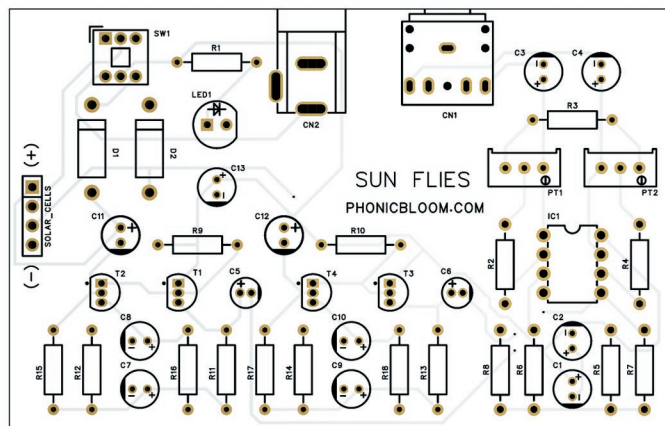 SW1
R1
C3
C4
LED1
CN2
CN1
R3
D1
D2
C13
(+)
SOLAR_CELLS
(-)
SUN FLIES
PHONICBLOOM.COM
PT1
PT2
IC1
C11
R9
C12
R10
R2
R4
T2
T1
C5
T4
T3
C6
C8
C10
C2
R15
R12
C7
R16
R11
R17
R14
C9
R18
R13
R8
R6
C1
R5
R7